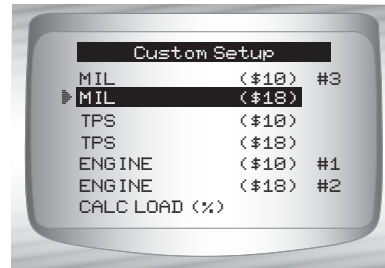 Custom Setup
MIL ($10) #3
MIL ($18)
TPS ($10)
TPS ($18)
ENGINE ($10) #1
ENGINE ($18) #2
CALC LOAD (%)